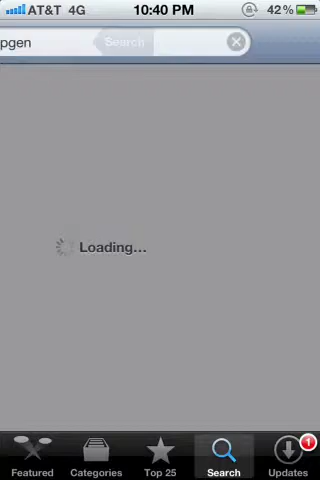 AT&T 4G 10:40 PM 42%
pgen Search
Loading...
1
Featured Categories Top 25 Search Updates